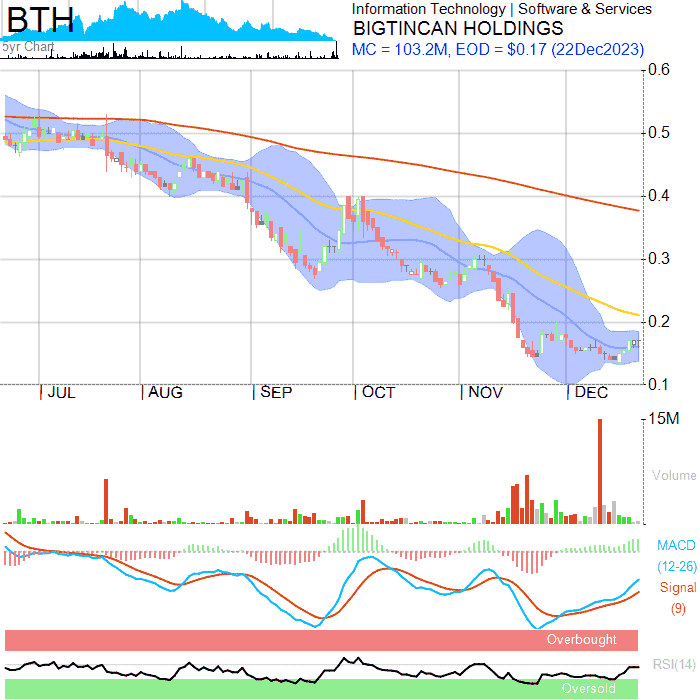 BTH
5yr Chart
Information Technology | Software & Services
BIGTINCAN HOLDINGS
MC = 103.2M, EOD = $0.17 (22Dec2023)
0.6
0.5
0.4
0.3
0.2
0.1
JUL
AUG
SEP
OCT
NOV
DEC
15M
Volume
MACD
(12-26)
Signal
(9)
Overbought
RSI(14)
Oversold